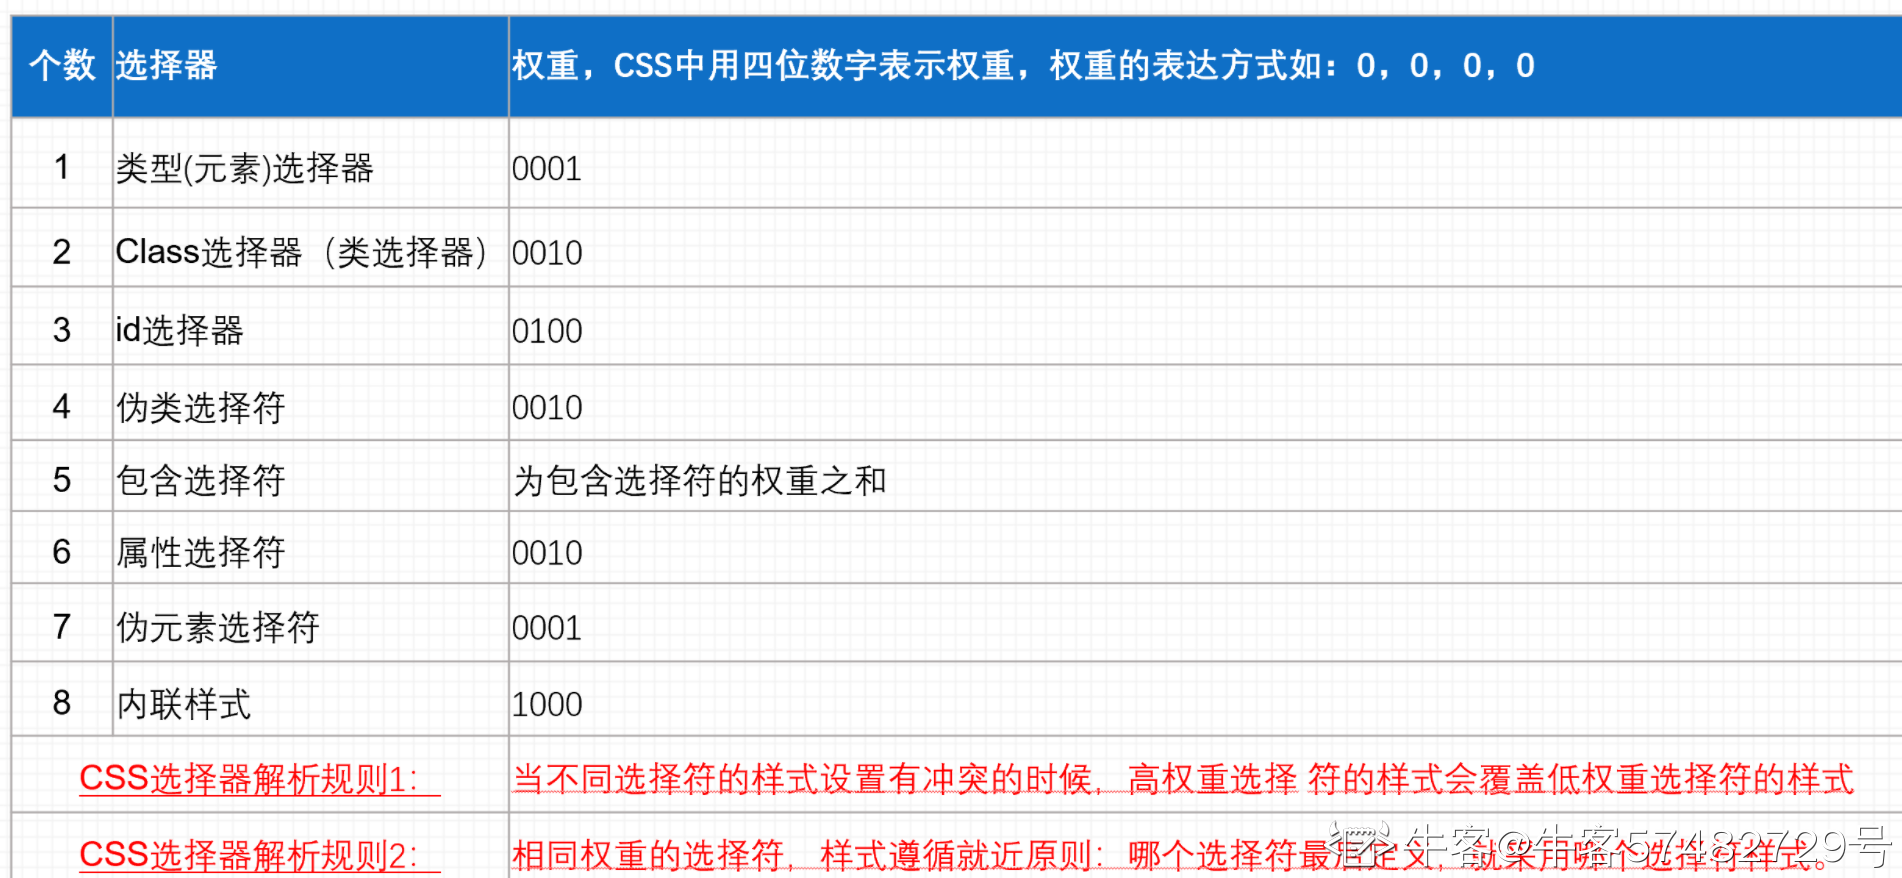 个数 选择器 权重，CSS中用四位数字表示权重，权重的表达方式如：0，0，0，0
1 类型(元素)选择器 0001
2 Class选择器（类选择器） 0010
3 id选择器 0100
4 伪类选择符 0010
5 包含选择符 为包含选择符的权重之和
6 属性选择符 0010
7 伪元素选择符 0001
8 内联样式 1000
CSS选择器解析规则1： 当不同选择符的样式设置有冲突的时候，高权重选择 符的样式会覆盖低权重选择符的样式
CSS选择器解析规则2： 相同权重的选择符，样式遵循就近原则：哪个选择符最后定义，就采用哪个选择符样式。
牛客@牛客57482729号